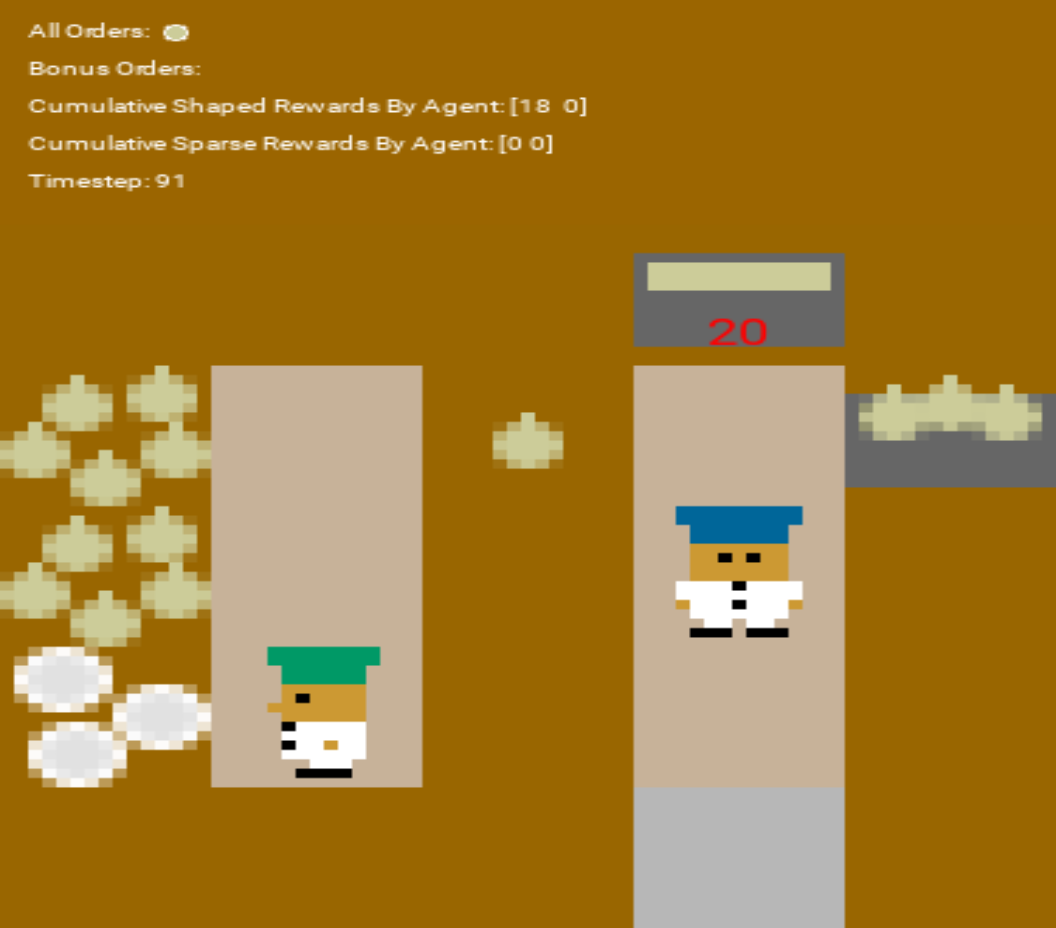 All Orders:
Bonus Orders:
Cumulative Shaped Rewards By Agent: [18 0]
Cumulative Sparse Rewards By Agent: [0 0]
Timestep: 91
20